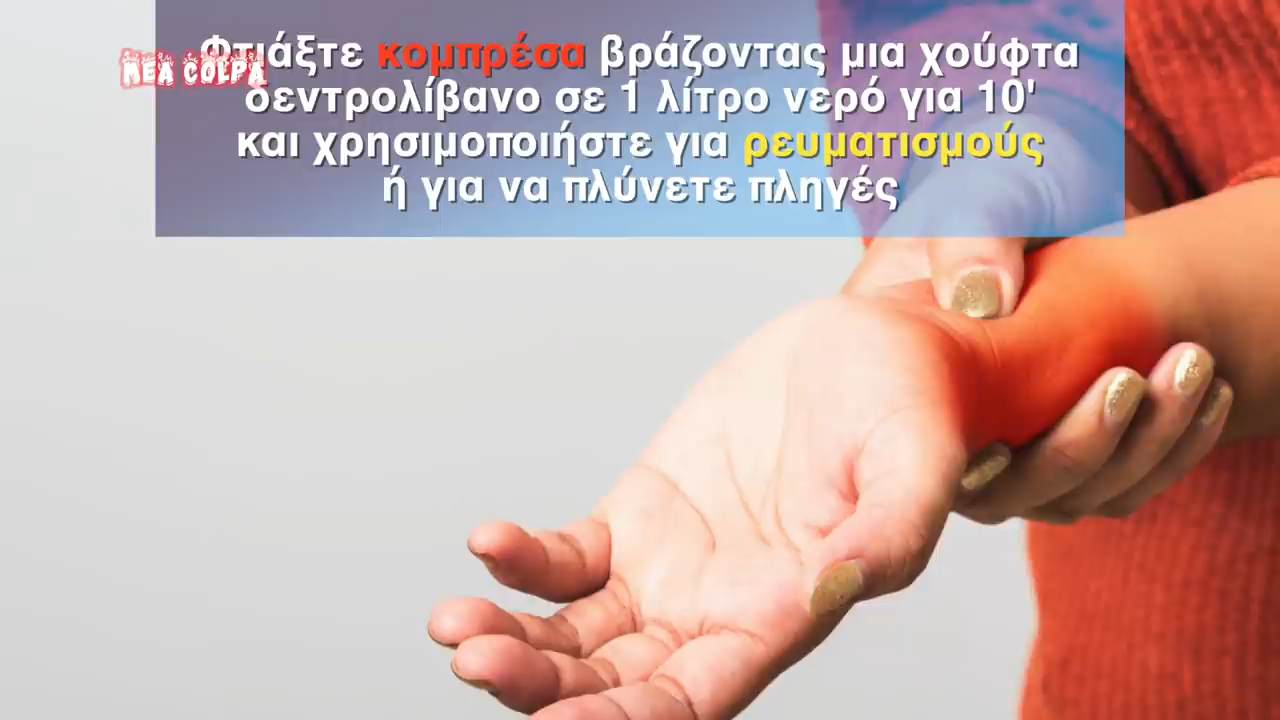 Φτιάξτε κομπρέσα βράζοντας μια χούφτα
MEA COLPA
δεντρολίβανο σε 1 λίτρο νερό για 10'
και χρησιμοποιήστε για ρευματισμούς
ή για να πλύνετε πληγές